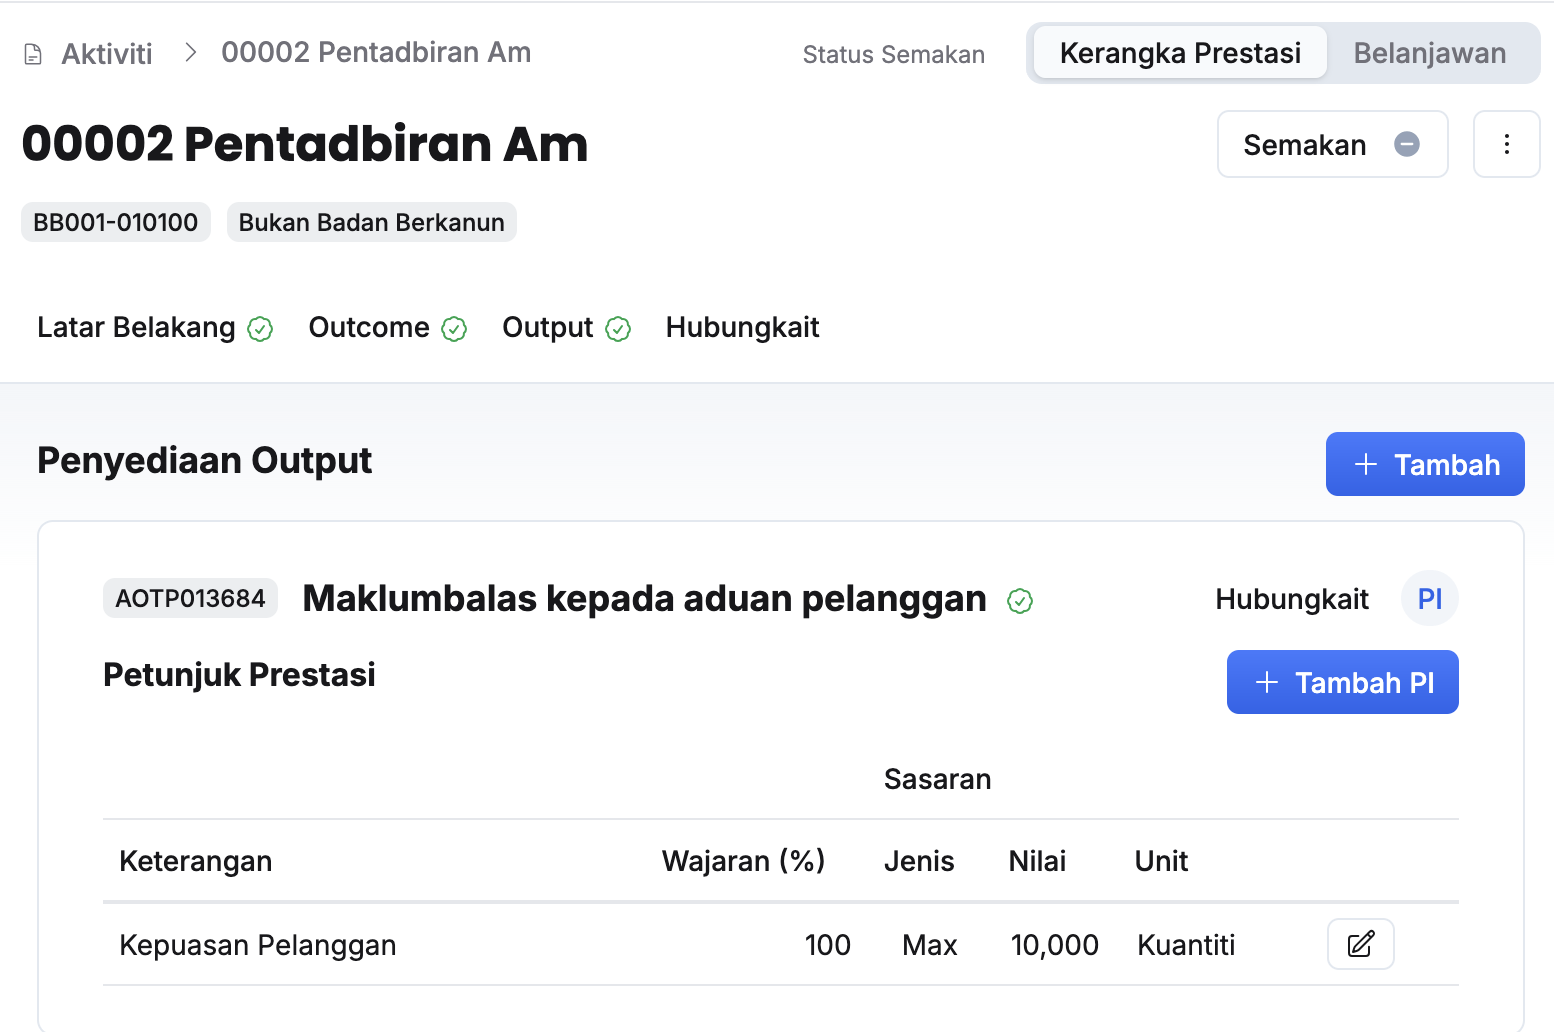 Aktiviti > 00002 Pentadbiran Am Status Semakan Kerangka Prestasi Belanjawan
00002 Pentadbiran Am Semakan
BB001-010100 Bukan Badan Berkanun
Latar Belakang Outcome Output Hubungkait
Penyediaan Output + Tambah
AOTP013684 Maklumbalas kepada aduan pelanggan Hubungkait PI
Petunjuk Prestasi + Tambah PI
Sasaran
Keterangan Wajaran (%) Jenis Nilai Unit
Kepuasan Pelanggan 100 Max 10,000 Kuantiti